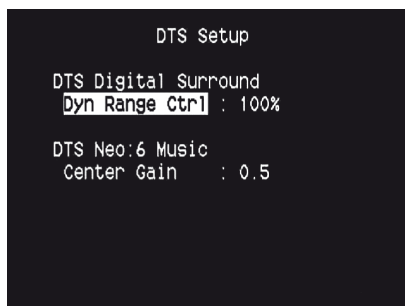 DTS Setup
DTS Digital Surround
Dyn Range Ctrl : 100%
DTS Neo:6 Music
Center Gain : 0.5